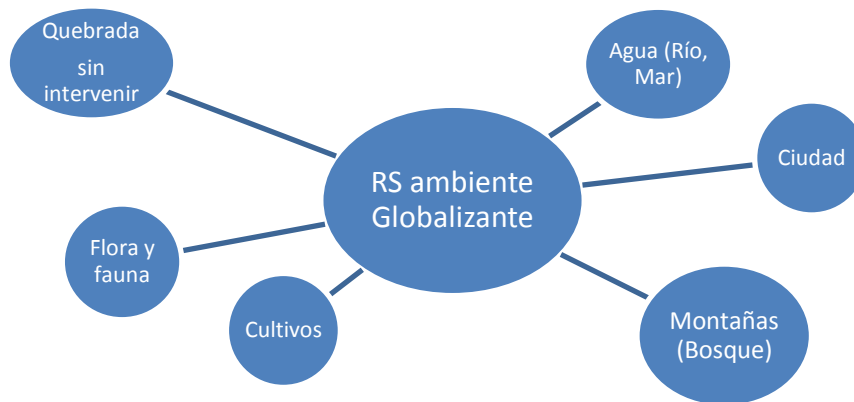 Quebrada
sin
intervenir
Agua (Río,
Mar)
RS ambiente
Globalizante
Ciudad
Flora y
fauna
Cultivos
Montañas
(Bosque)